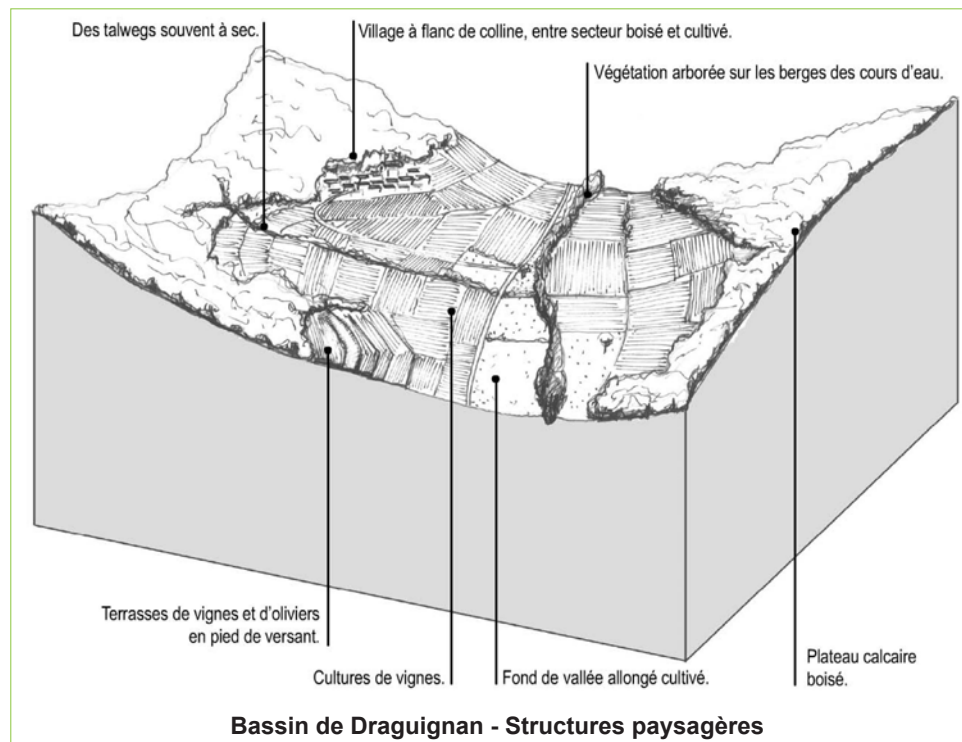 Des talwegs souvent à sec.
Village à flanc de colline, entre secteur boisé et cultivé.
Végétation arborée sur les berges des cours d'eau.
Terrasses de vignes et d'oliviers
en pied de versant.
Cultures de vignes.
Fond de vallée allongé cultivé.
Plateau calcaire
boisé.
Bassin de Draguignan - Structures paysagères